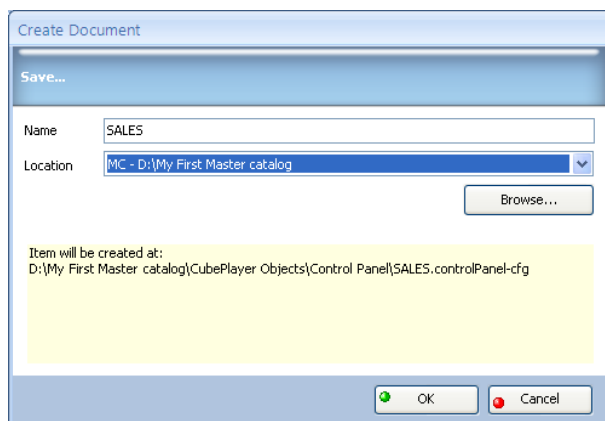 Create Document
Save...
Name SALES
Location MC - D:\My First Master catalog
Browse...
Item will be created at:
D:\My First Master catalog\CubePlayer Objects\Control Panel\SALES.controlPanel-cfg
OK Cancel